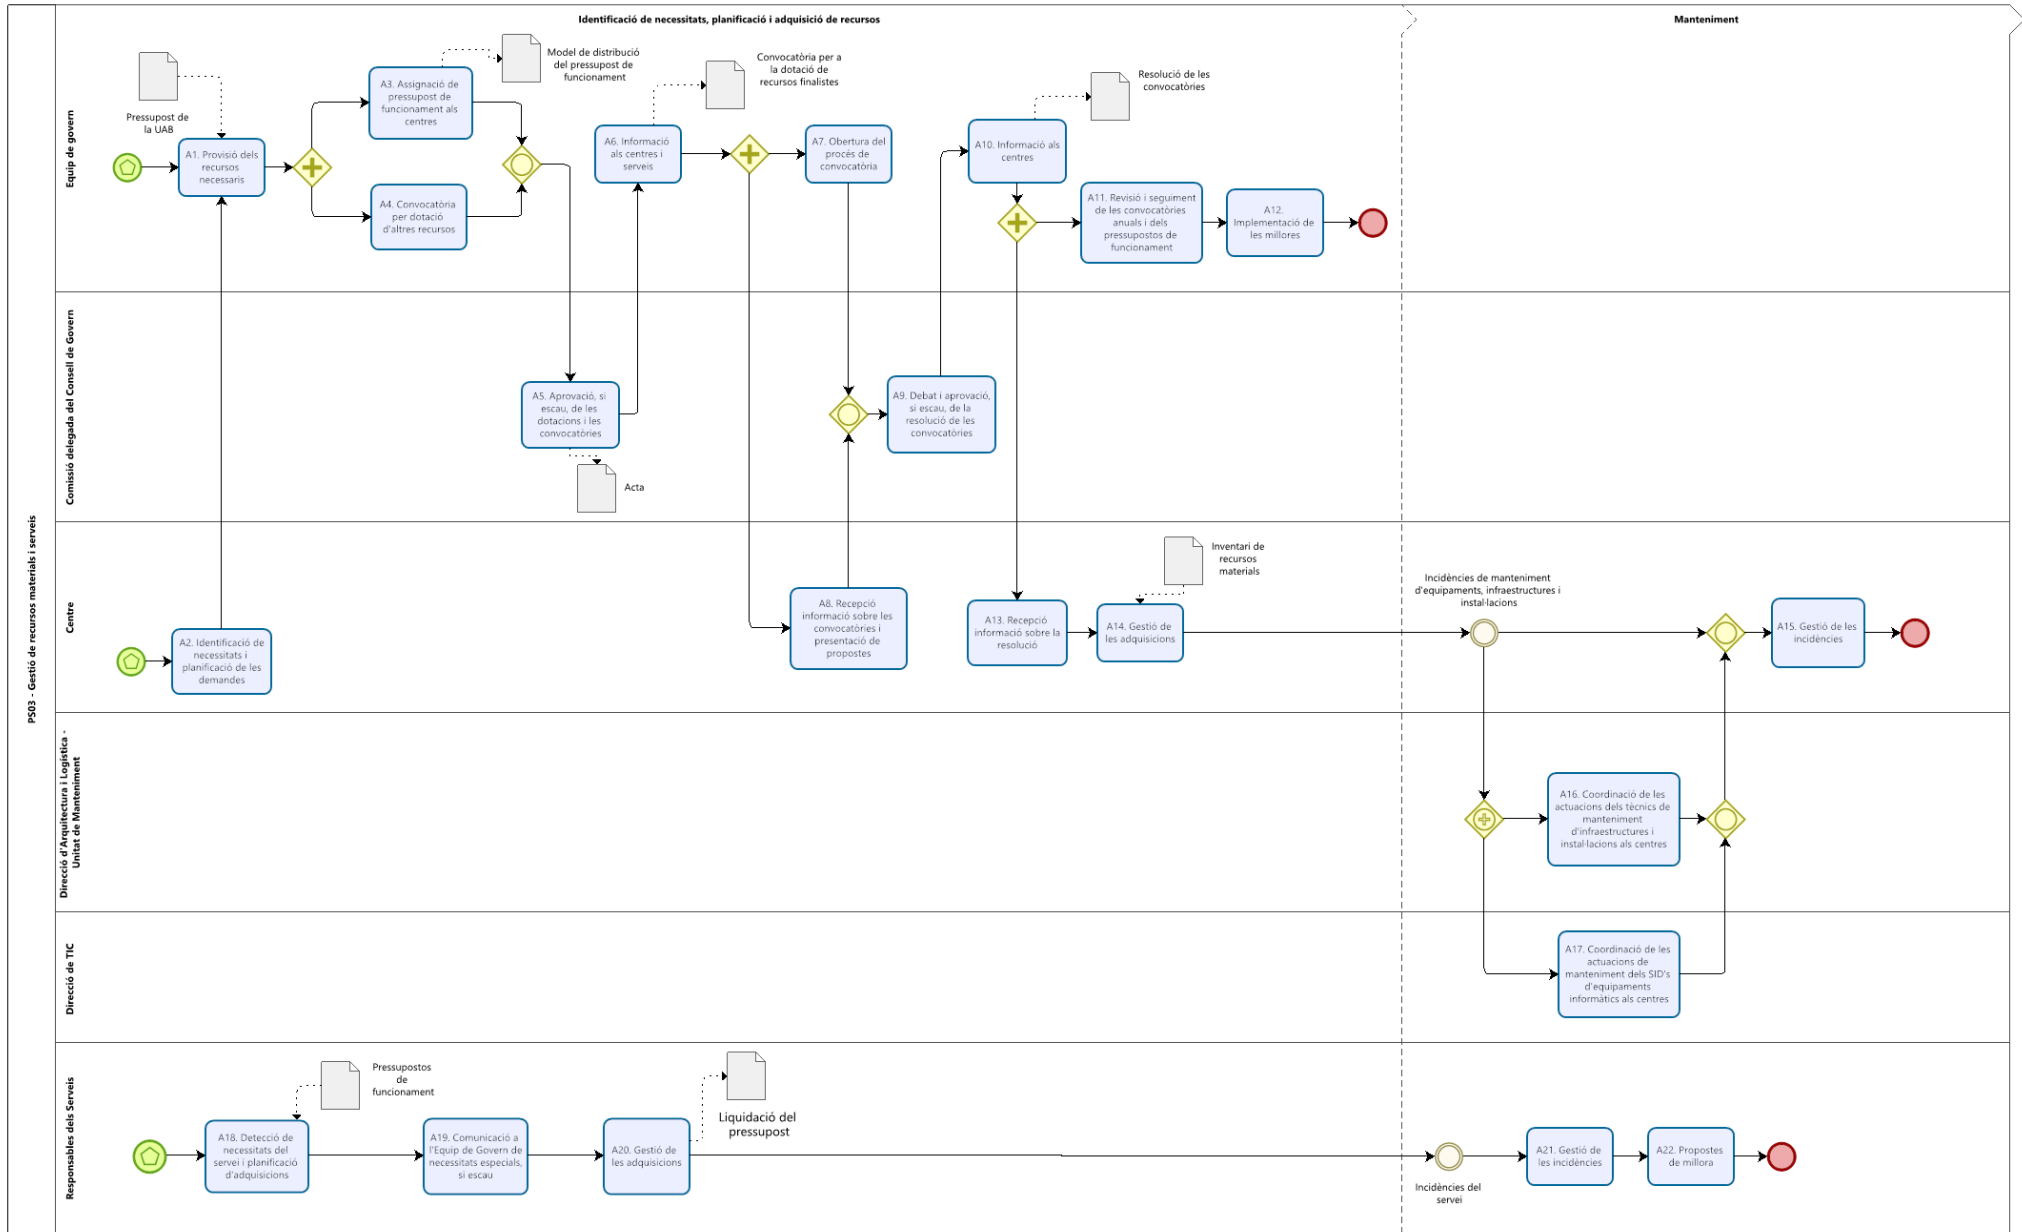 Identificació de necessitats, planificació i adquisició de recursos
Manteniment
PS03 - Gestió de recursos materials i serveis
Equip de govern
Pressupost de
la UAB
A1. Provisió dels
recursos
necessaris
A3. Assignació de
pressupost de
funcionament als
centres
Model de distribució
del pressupost de
funcionament
A4. Convocatòria
per dotació
d'altres recursos
A6. Informació
als centres i
serveis
Convocatòria per a
la dotació de
recursos finalistes
A7. Obertura del
procés de
convocatòria
A10. Informació als
centres
Resolució de les
convocatòries
A11. Revisió i seguiment
de les convocatòries
anuals i dels
pressupostos de
funcionament
A12.
Implementació de
les millores
Comissió delegada del Consell de Govern
A5. Aprovació, si
escau, de les
dotacions i les
convocatòries
Acta
A9. Debat i aprovació,
si escau, de la
resolució de les
convocatòries
Centre
A2. Identificació de
necessitats i
planificació de les
demandes
A8. Recepció
informació sobre les
convocatòries i
presentació de
propostes
A13. Recepció
informació sobre la
resolució
A14. Gestió de
les adquisicions
Inventari de
recursos
materials
Incidències de manteniment
d'equipaments, infraestructures i
instal·lacions
A15. Gestió de les
incidències
Direcció d'Arquitectura i Logística -
Unitat de Manteniment
A16. Coordinació de les
actuacions dels tècnics de
manteniment
d'infraestructures i
instal·lacions als centres
Direcció de TIC
A17. Coordinació de les
actuacions de
manteniment dels SID's
d'equipaments
informàtics als centres
Responsables dels Serveis
A18. Detecció de
necessitats del
servei i planificació
d'adquisicions
Pressupostos
de
funcionament
A19. Comunicació a
l'Equip de Govern de
necessitats especials,
si escau
A20. Gestió de
les adquisicions
Liquidació del
pressupost
Incidències del
servei
A21. Gestió de
les incidències
A22. Propostes
de millora